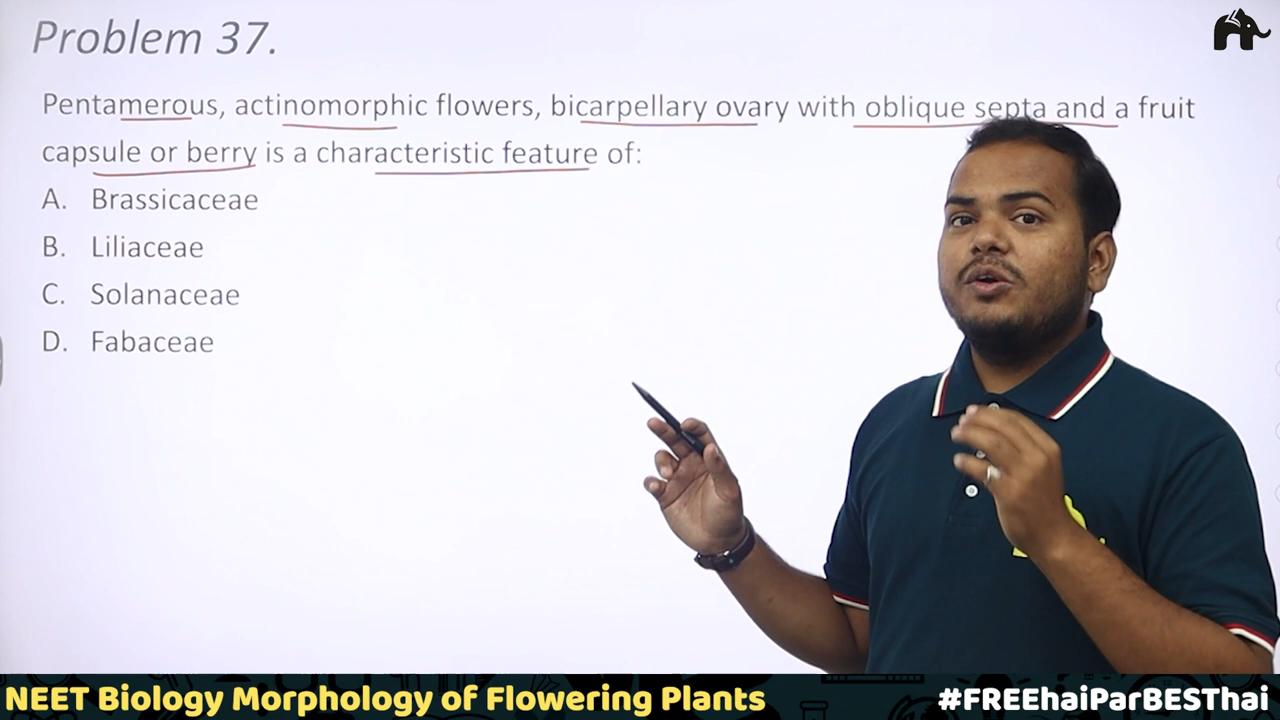 Problem 37.
Pentamerous, actinomorphic flowers, bicarpellary ovary with oblique septa and a fruit
capsule or berry is a characteristic feature of:
A. Brassicaceae
B. Liliaceae
C. Solanaceae
D. Fabaceae
NEET Biology Morphology of Flowering Plants
#FREEhaiParBESThai